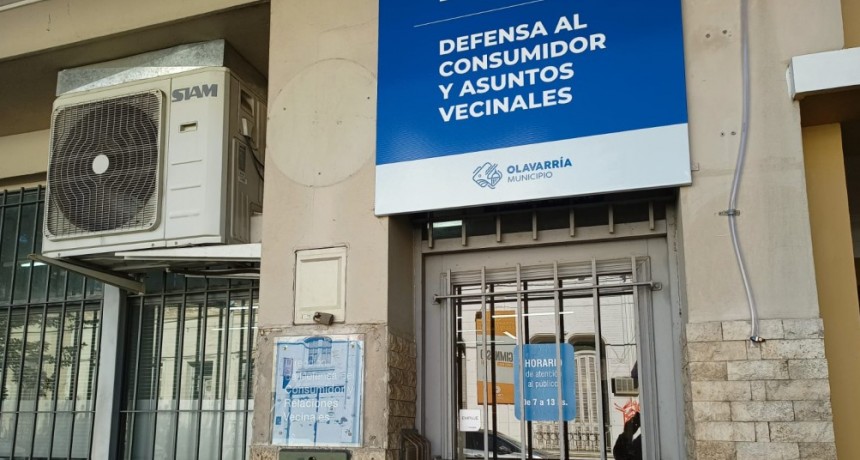 DEFENSA AL
CONSUMIDOR
Y ASUNTOS
VECINALES
OLAVARRÍA
MUNICIPIO
SIAM
Consumidor
Relaciones
Vecinales
HORARIO
de atención
al público
de 7 a 13 hs.